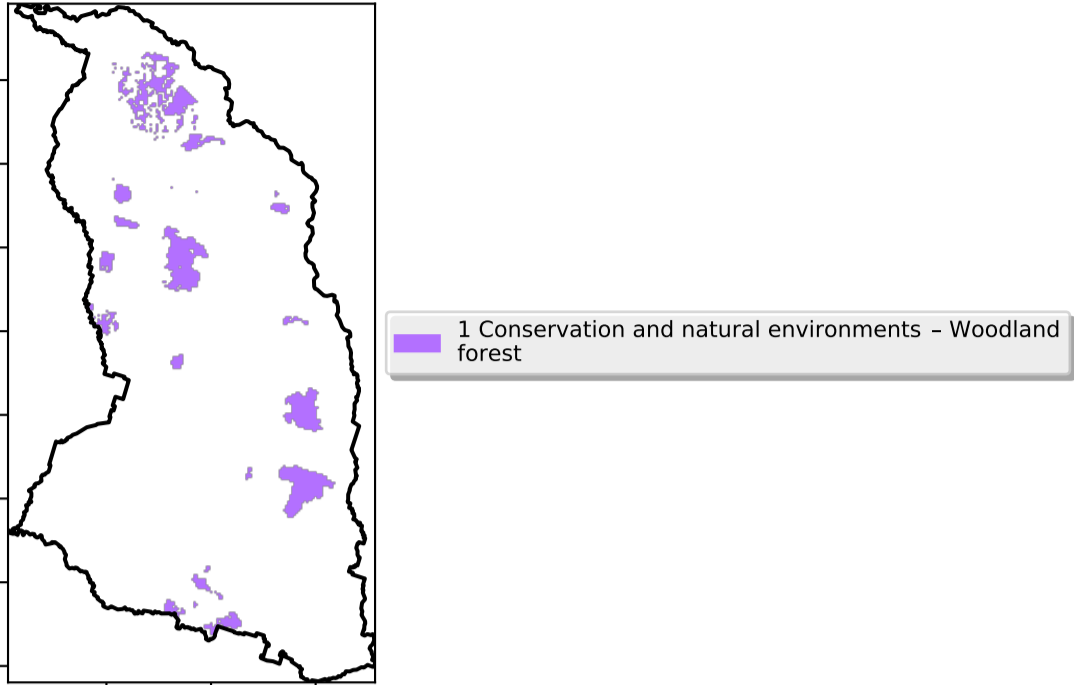 1 Conservation and natural environments – Woodland
forest